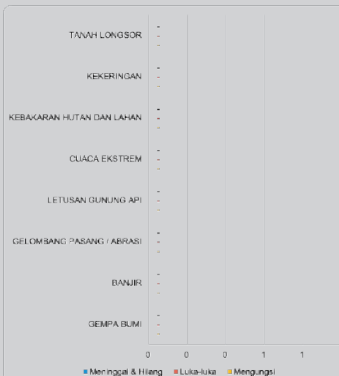 TANAH LONGSOR
KEKERINGAN
KEBAKARAN HUTAN DAN LAHAN
CUACA EKSTREM
LETUSAN GUNUNG API
GELOMBANG PASANG / ABRASI
BANJIR
GEMPA BUMI
0 0 0 1 1
Meninggal & Hilang Luka-luka Mengungsi